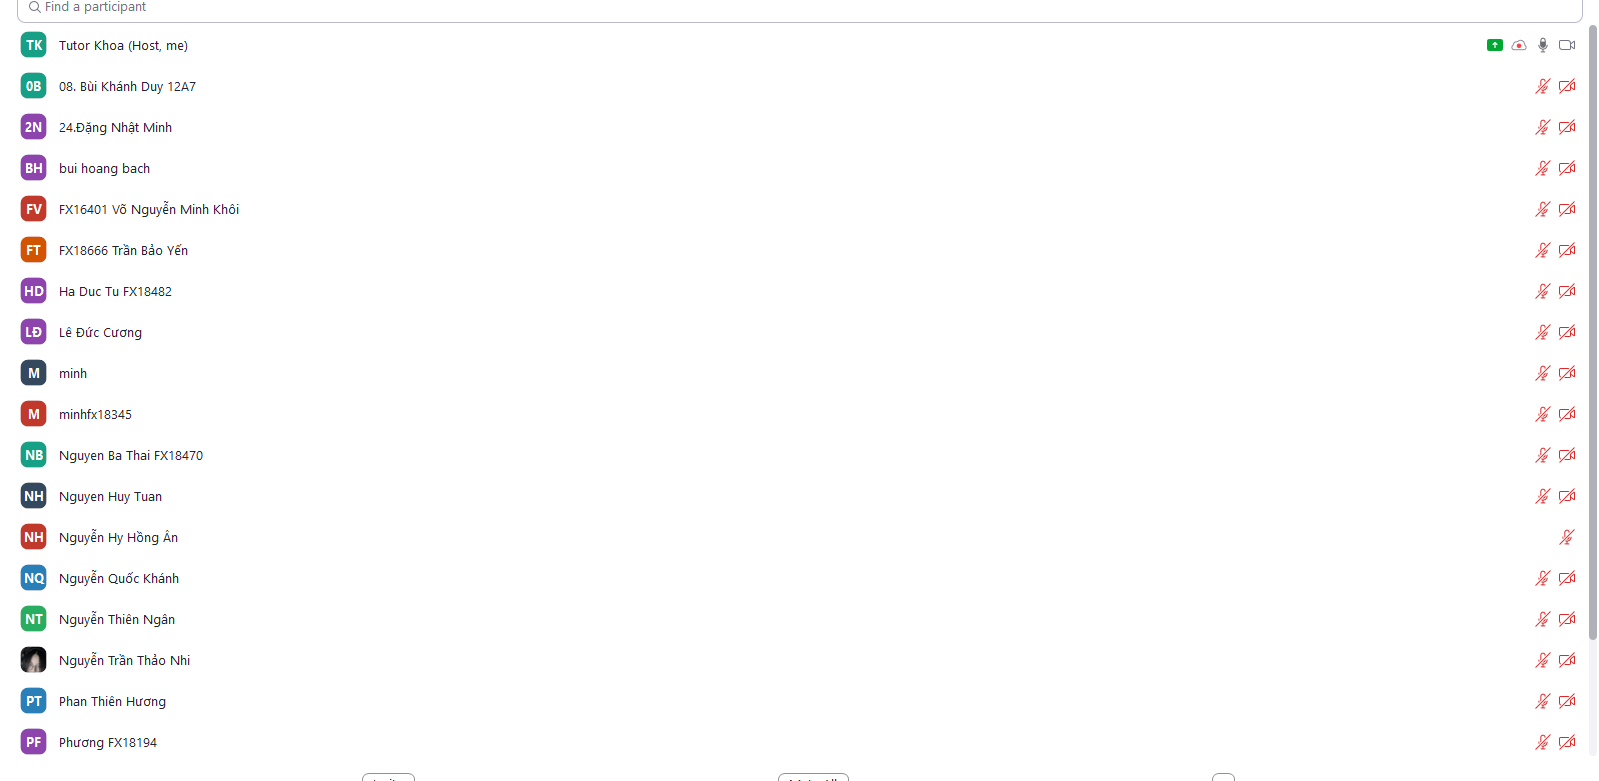 Find a participant
TK Tutor Khoa (Host, me)
0B 08. Bùi Khánh Duy 12A7
2N 24.Đặng Nhật Minh
BH bui hoang bach
FV FX16401 Võ Nguyễn Minh Khôi
FT FX18666 Trần Bảo Yến
HD Ha Duc Tu FX18482
LĐ Lê Đức Cương
M minh
M minhfx18345
NB Nguyen Ba Thai FX18470
NH Nguyen Huy Tuan
NH Nguyễn Hy Hồng Ân
NQ Nguyễn Quốc Khánh
NT Nguyễn Thiên Ngân
Nguyễn Trần Thảo Nhi
PT Phan Thiên Hương
PF Phương FX18194